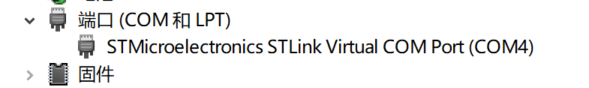 端口 (COM 和 LPT)
STMicroelectronics STLink Virtual COM Port (COM4)
固件